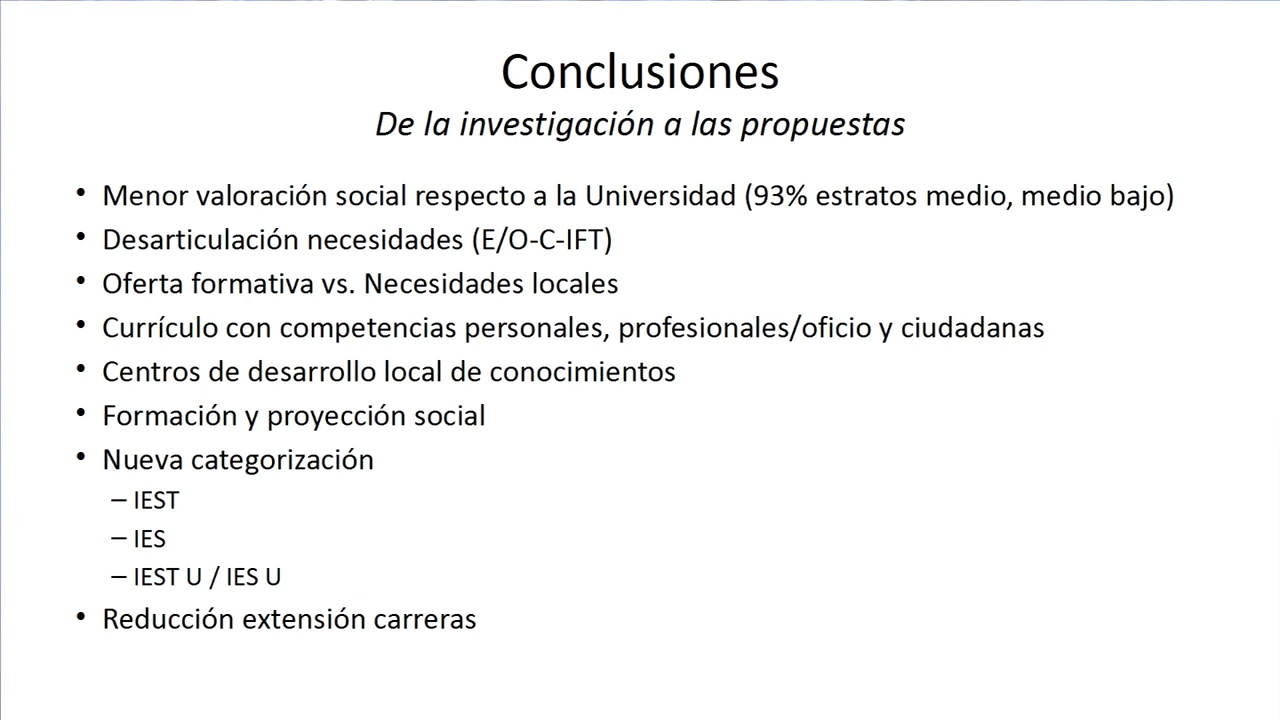 Conclusiones
De la investigación a las propuestas
• Menor valoración social respecto a la Universidad (93% estratos medio, medio bajo)
• Desarticulación necesidades (E/O-C-IFT)
• Oferta formativa vs. Necesidades locales
• Currículo con competencias personales, profesionales/oficio y ciudadanas
• Centros de desarrollo local de conocimientos
• Formación y proyección social
• Nueva categorización
– IEST
– IES
– IEST U / IES U
• Reducción extensión carreras